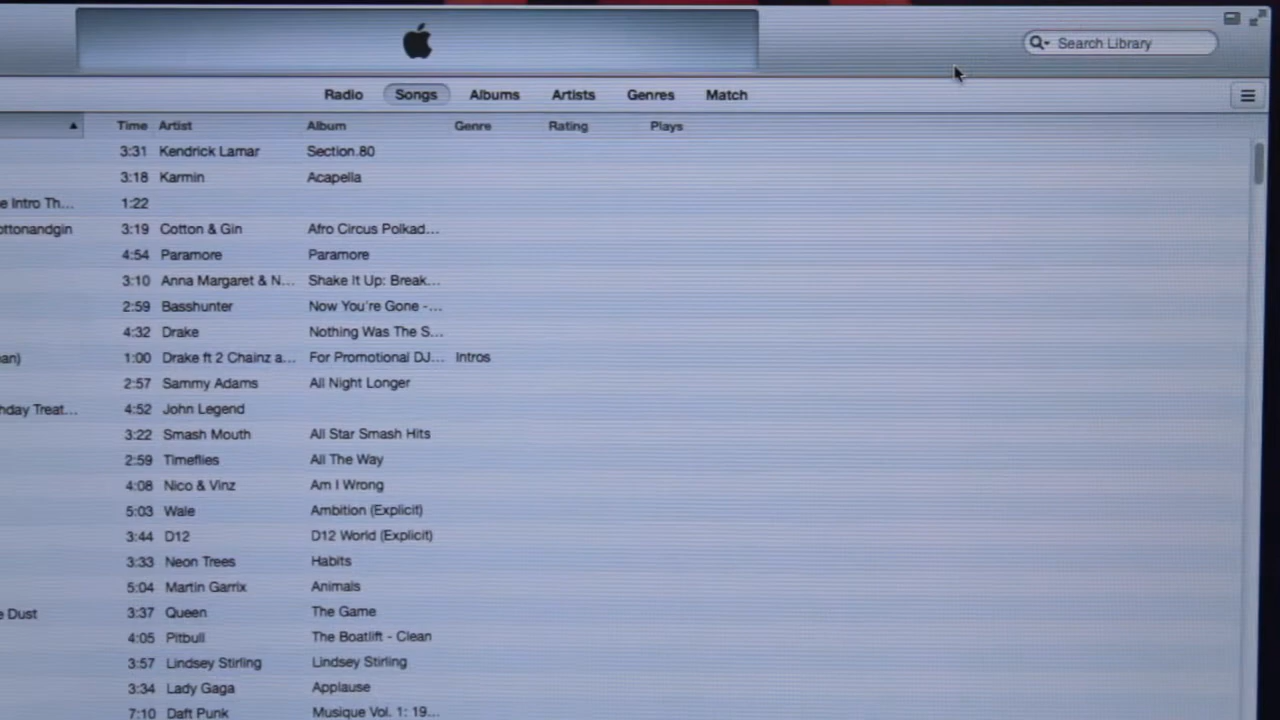 Search Library
Radio Songs Albums Artists Genres Match
Time Artist Album Genre Rating Plays
3:31 Kendrick Lamar Section.80
3:18 Karmin Acapella
e Intro Th... 1:22
ottonandgin 3:19 Cotton & Gin Afro Circus Polkad...
4:54 Paramore Paramore
3:10 Anna Margaret & N... Shake It Up: Break...
2:59 Basshunter Now You're Gone -...
4:32 Drake Nothing Was The S...
an) 1:00 Drake ft 2 Chainz a... For Promotional DJ... Intros
2:57 Sammy Adams All Night Longer
hday Treat... 4:52 John Legend
3:22 Smash Mouth All Star Smash Hits
2:59 Timeflies All The Way
4:08 Nico & Vinz Am I Wrong
5:03 Wale Ambition (Explicit)
3:44 D12 D12 World (Explicit)
3:33 Neon Trees Habits
5:04 Martin Garrix Animals
e Dust 3:37 Queen The Game
4:05 Pitbull The Boatlift - Clean
3:57 Lindsey Stirling Lindsey Stirling
3:34 Lady Gaga Applause
7:10 Daft Punk Musique Vol. 1: 19...